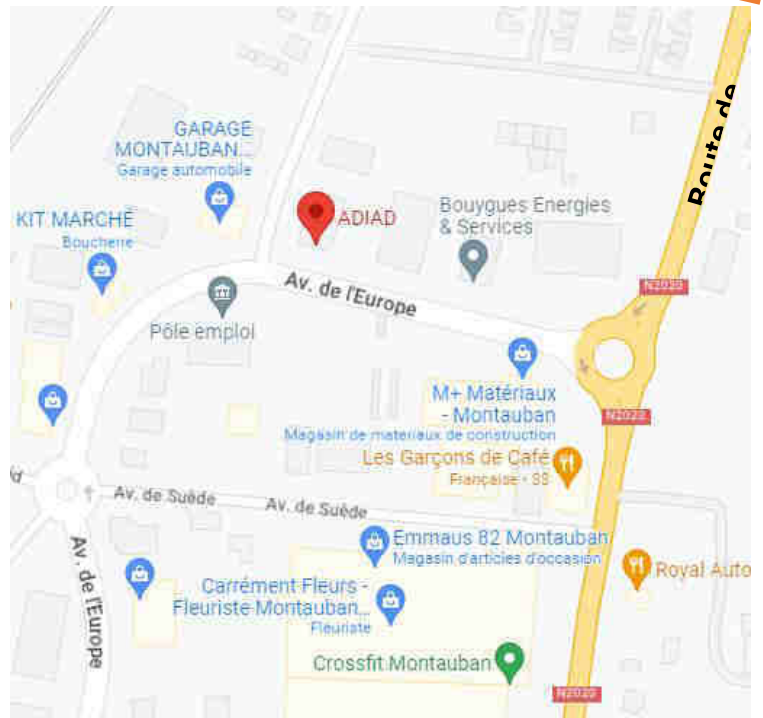 Route de
GARAGE
MONTAUBAN...
Garage automobile
ADIAD
Bouygues Energies
& Services
KIT MARCHÉ
Boucherie
N2020
Av. de l'Europe
Pôle emploi
M+ Matériaux
- Montauban
Magasin de matériaux de construction
N2020
Les Garçons de Café
Française • $$
Av. de Suède
Av. de Suède
Emmaus 82 Montauban
Magasin d'articles d'occasion
Av. de l'Europe
Royal Auto
Carrément Fleurs -
Fleuriste Montauban...
Fleuriste
Crossfit Montauban
N2020